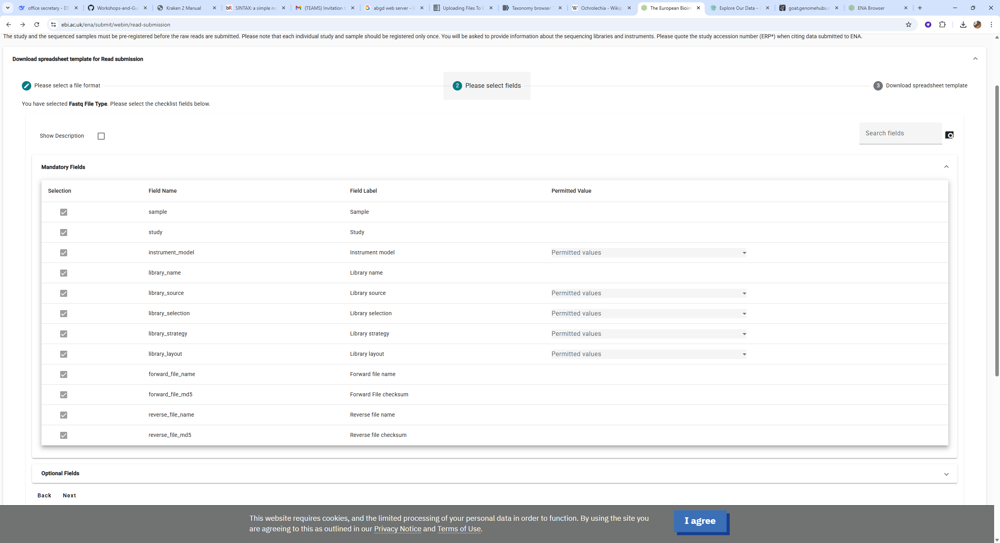 office secretary - DS
Workshops-and-Gui
Kraken 2 Manual
SINTAX: a simple no
(TEAMS) Invitation t
abgd web server - G
Uploading Files To E
Taxonomy browser
Ochrolechia - Wikip
The European Bioin
Explore Our Data –
goat.genomehubs.o
ENA Browser
ebi.ac.uk/ena/submit/webin/read-submission
The study and the sequenced samples must be pre-registered before the raw reads are submitted. Please note that each individual study and sample should be registered only once. You will be asked to provide information about the sequencing libraries and instruments. Please quote the study accession number (ERP*) when citing data submitted to ENA.
Download spreadsheet template for Read submission
Please select a file format
2 Please select fields
3 Download spreadsheet template
You have selected Fastq File Type. Please select the checklist fields below.
Show Description
Search fields
Mandatory Fields
Selection Field Name Field Label Permitted Value
sample Sample
study Study
instrument_model Instrument model Permitted values
library_name Library name
library_source Library source Permitted values
library_selection Library selection Permitted values
library_strategy Library strategy Permitted values
library_layout Library layout Permitted values
forward_file_name Forward file name
forward_file_md5 Forward File checksum
reverse_file_name Reverse file name
reverse_file_md5 Reverse file checksum
Optional Fields
Back Next
This website requires cookies, and the limited processing of your personal data in order to function. By using the site you
are agreeing to this as outlined in our Privacy Notice and Terms of Use.
I agree